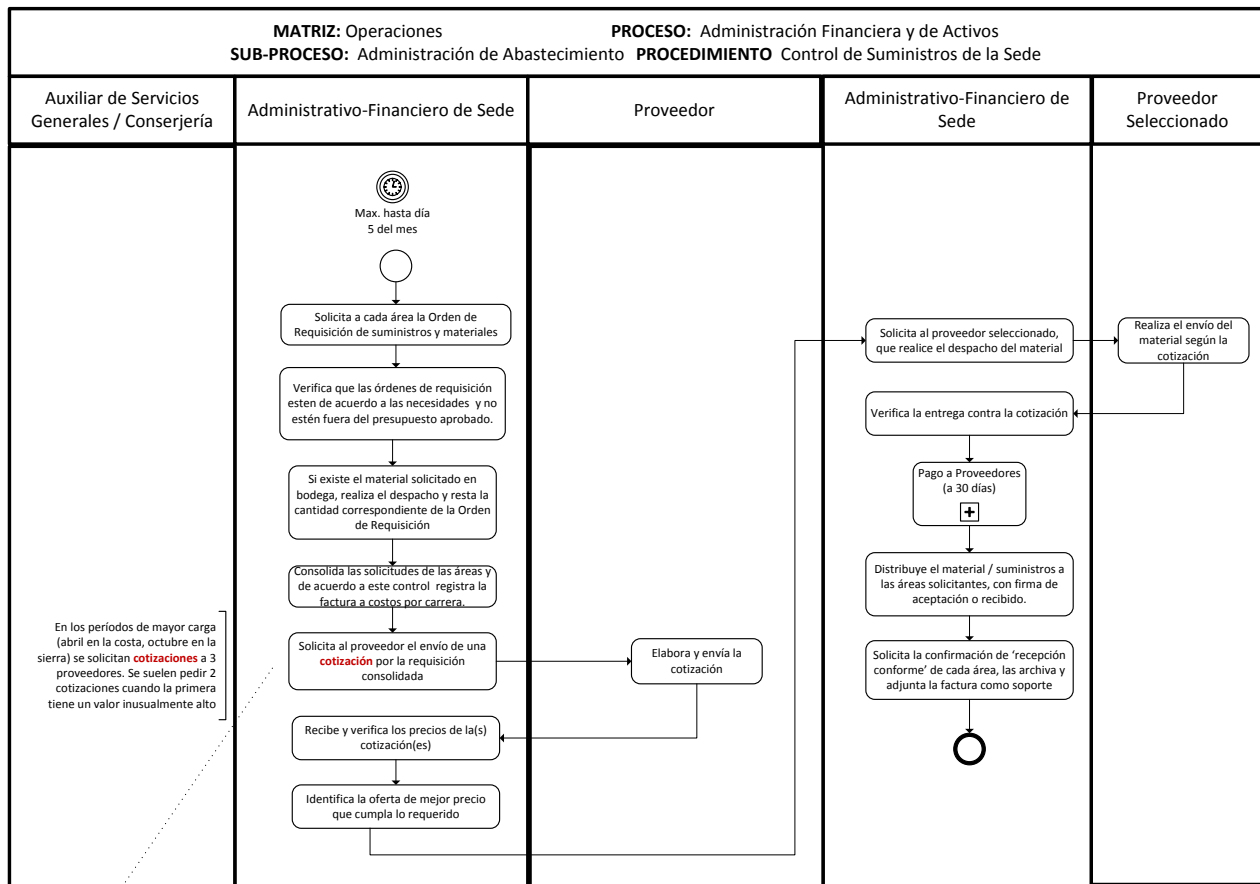 MATRIZ: Operaciones PROCESO: Administración Financiera y de Activos
SUB-PROCESO: Administración de Abastecimiento PROCEDIMIENTO Control de Suministros de la Sede
Auxiliar de Servicios
Generales / Conserjería
Administrativo-Financiero de Sede
Proveedor
Administrativo-Financiero de
Sede
Proveedor
Seleccionado
Max. hasta día
5 del mes
Solicita a cada área la Orden de
Requisición de suministros y materiales
Verifica que las órdenes de requisición
esten de acuerdo a las necesidades y no
estén fuera del presupuesto aprobado.
Si existe el material solicitado en
bodega, realiza el despacho y resta la
cantidad correspondiente de la Orden
de Requisición
Consolida las solicitudes de las áreas y
de acuerdo a este control registra la
factura a costos por carrera.
En los períodos de mayor carga
(abril en la costa, octubre en la
sierra) se solicitan cotizaciones a 3
proveedores. Se suelen pedir 2
cotizaciones cuando la primera
tiene un valor inusualmente alto
Solicita al proveedor el envío de una
cotización por la requisición
consolidada
Elabora y envía la
cotización
Recibe y verifica los precios de la(s)
cotización(es)
Identifica la oferta de mejor precio
que cumpla lo requerido
Solicita al proveedor seleccionado,
que realice el despacho del material
Realiza el envío del
material según la
cotización
Verifica la entrega contra la cotización
Pago a Proveedores
(a 30 días)
Distribuye el material / suministros a
las áreas solicitantes, con firma de
aceptación o recibido.
Solicita la confirmación de ‘recepción
conforme’ de cada área, las archiva y
adjunta la factura como soporte